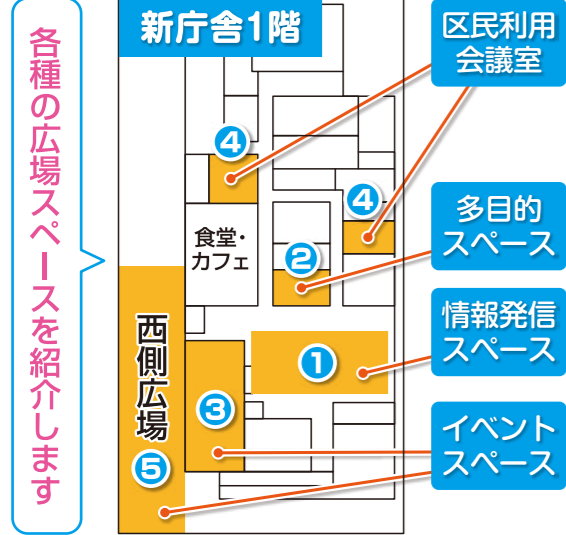 各種の広場スペースを紹介します
新庁舎1階
区民利用
会議室
4
4
多目的
スペース
食堂・
カフェ
2
情報発信
スペース
西側広場
1
3
イベント
スペース
5